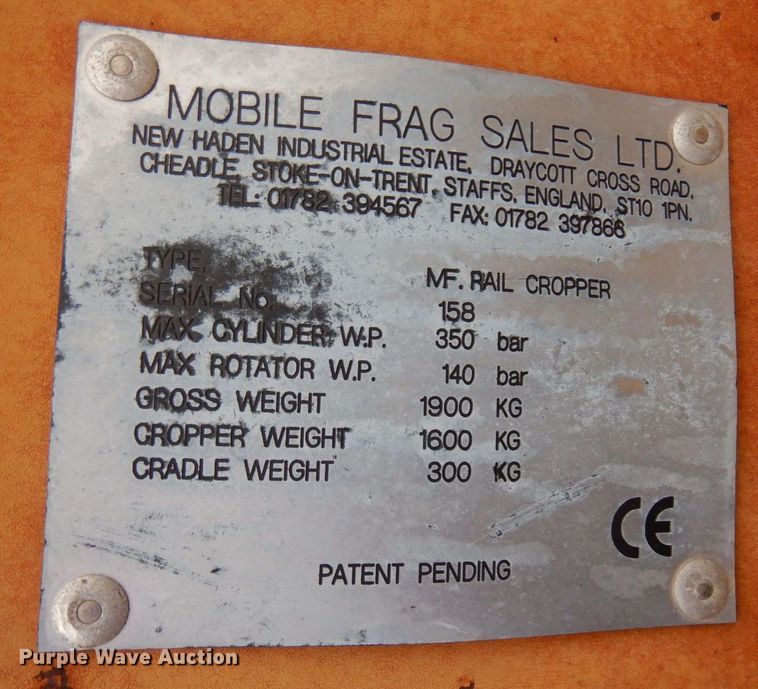 MOBILE FRAG SALES LTD.
NEW HADEN INDUSTRIAL ESTATE, DRAYCOTT CROSS ROAD,
CHEADLE, STOKE-ON-TRENT, STAFFS, ENGLAND, ST10 1PN.
TEL: 01782 394567 FAX: 01782 397866
TYPE. MF. RAIL CROPPER
SERIAL No. 158
MAX. CYLINDER W.P. 350 bar
MAX ROTATOR W.P. 140 bar
GROSS WEIGHT 1900 KG
CROPPER WEIGHT 1600 KG
CRADLE WEIGHT 300 KG
CE
PATENT PENDING
Purple Wave Auction